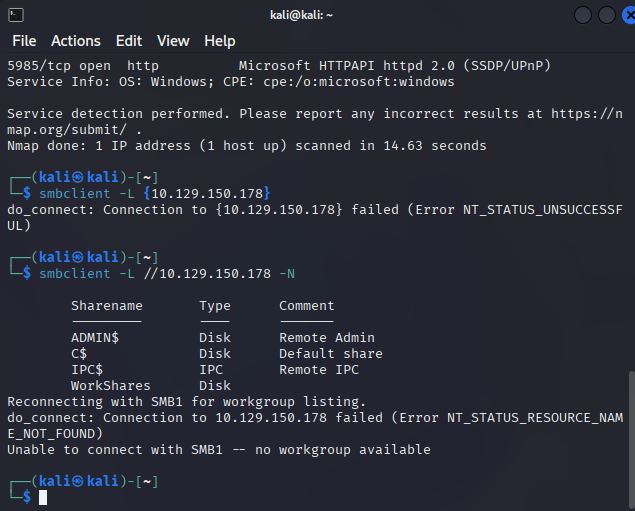 kali@kali: ~
File Actions Edit View Help
5985/tcp open  http          Microsoft HTTPAPI httpd 2.0 (SSDP/UPnP)
Service Info: OS: Windows; CPE: cpe:/o:microsoft:windows
Service detection performed. Please report any incorrect results at https://n
map.org/submit/ .
Nmap done: 1 IP address (1 host up) scanned in 14.63 seconds
┌──(kali㉿kali)-[~]
└─$ smbclient -L {10.129.150.178}
do_connect: Connection to {10.129.150.178} failed (Error NT_STATUS_UNSUCCESSF
UL)
┌──(kali㉿kali)-[~]
└─$ smbclient -L //10.129.150.178 -N
Sharename       Type      Comment
---------       ----      -------
ADMIN$          Disk      Remote Admin
C$              Disk      Default share
IPC$            IPC       Remote IPC
WorkShares      Disk
Reconnecting with SMB1 for workgroup listing.
do_connect: Connection to 10.129.150.178 failed (Error NT_STATUS_RESOURCE_NAM
E_NOT_FOUND)
Unable to connect with SMB1 -- no workgroup available
┌──(kali㉿kali)-[~]
└─$